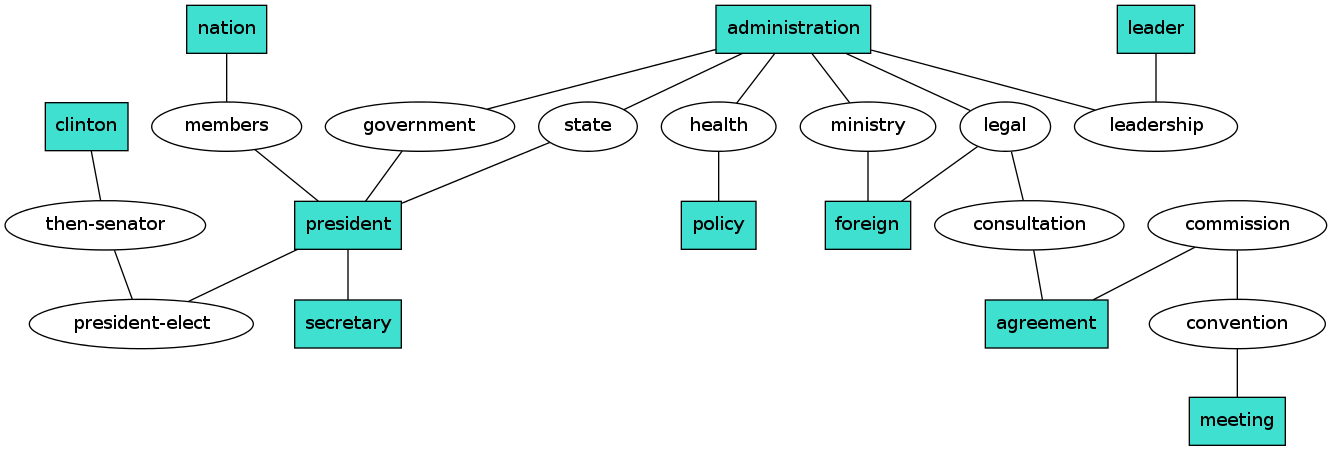 nation
administration
leader
clinton
members
government
state
health
ministry
legal
leadership
then-senator
president
policy
foreign
consultation
commission
president-elect
secretary
agreement
convention
meeting